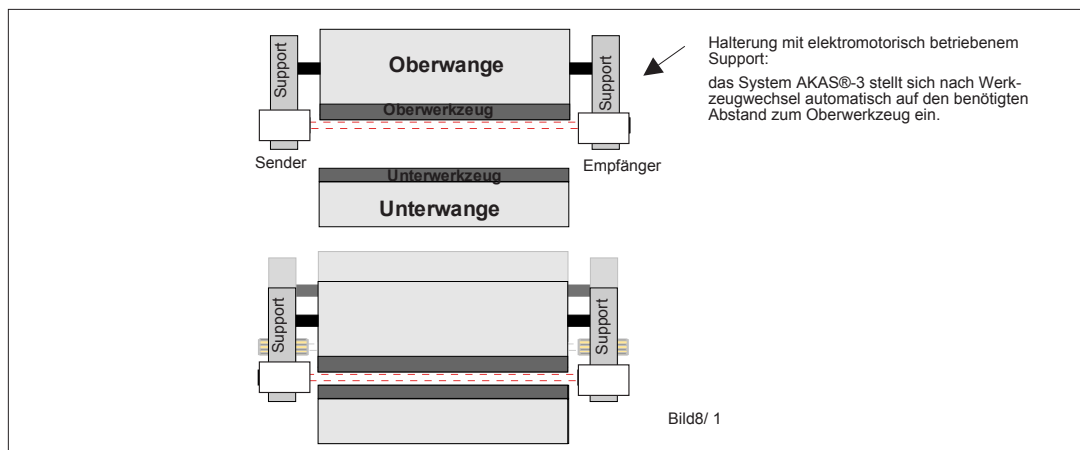 Halterung mit elektromotorisch betriebenem
Support:
das System AKAS®-3 stellt sich nach Werk-
zeugwechsel automatisch auf den benötigten
Abstand zum Oberwerkzeug ein.
Support
Oberwange
Support
Oberwerkzeug
Sender
Empfänger
Unterwerkzeug
Unterwange
Support
Support
Bild8/ 1